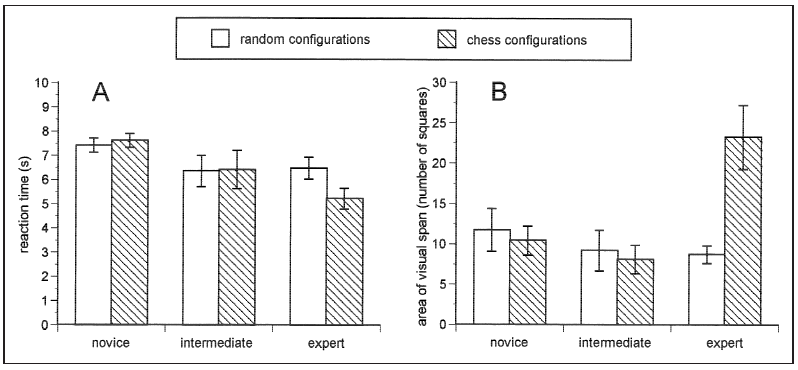 random configurations
chess configurations
A
reaction time (s)
10
9
8
7
6
5
4
3
2
1
0
novice
intermediate
expert
B
area of visual span (number of squares)
30
25
20
15
10
5
0
novice
intermediate
expert